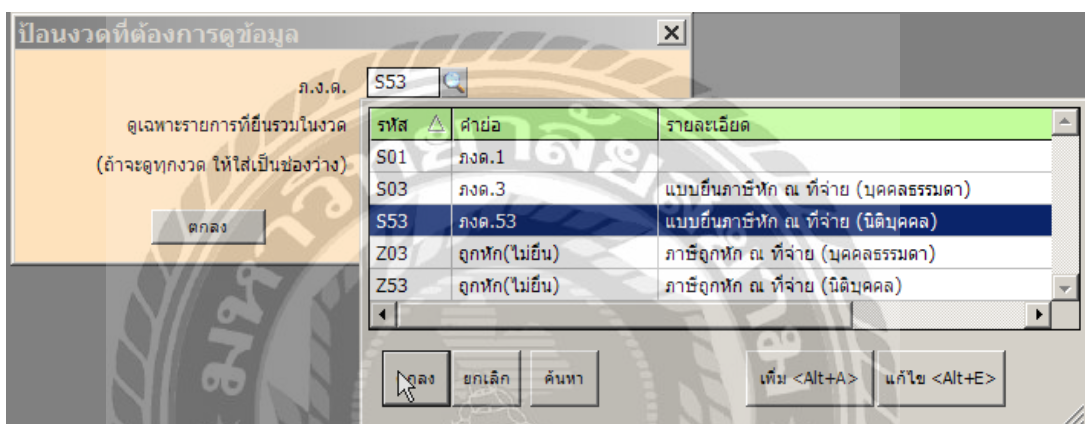 ป้อนงวดที่ต้องการดูข้อมูล
ภ.ง.ด. S53
ดูเฉพาะรายการที่ยื่นรวมในงวด
(ถ้าจะดูทุกงวด ให้ใส่เป็นช่องว่าง)
ตกลง
รหัส คำย่อ รายละเอียด
S01 ภงด.1
S03 ภงด.3 แบบยื่นภาษีหัก ณ ที่จ่าย (บุคคลธรรมดา)
S53 ภงด.53 แบบยื่นภาษีหัก ณ ที่จ่าย (นิติบุคคล)
Z03 ถูกหัก(ไม่ยื่น) ภาษีถูกหัก ณ ที่จ่าย (บุคคลธรรมดา)
Z53 ถูกหัก(ไม่ยื่น) ภาษีถูกหัก ณ ที่จ่าย (นิติบุคคล)
ตกลง ยกเลิก ค้นหา เพิ่ม <Alt+A> แก้ไข <Alt+E>